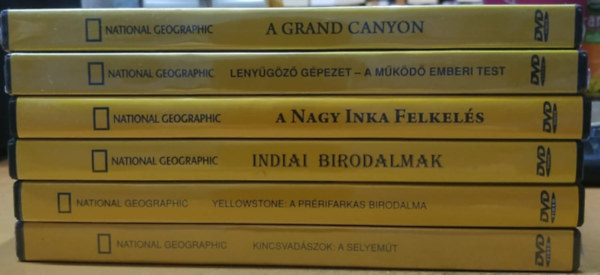 NATIONAL GEOGRAPHIC A GRAND CANYON DVD
NATIONAL GEOGRAPHIC LENYŰGÖZŐ GÉPEZET – A MŰKÖDŐ EMBERI TEST DVD
NATIONAL GEOGRAPHIC A NAGY INKA FELKELÉS DVD
NATIONAL GEOGRAPHIC INDIAI BIRODALMAK DVD
NATIONAL GEOGRAPHIC YELLOWSTONE: A PRÉRIFARKAS BIRODALMA DVD
NATIONAL GEOGRAPHIC KINCSVADÁSZOK: A SELYEMÚT DVD